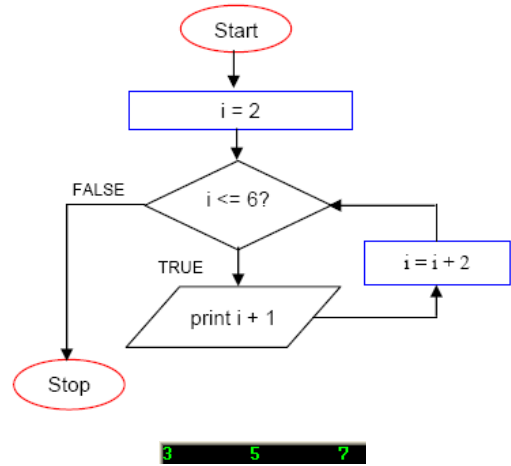 Start
i = 2
FALSE
i <= 6?
TRUE
i = i + 2
print i + 1
Stop
3 5 7